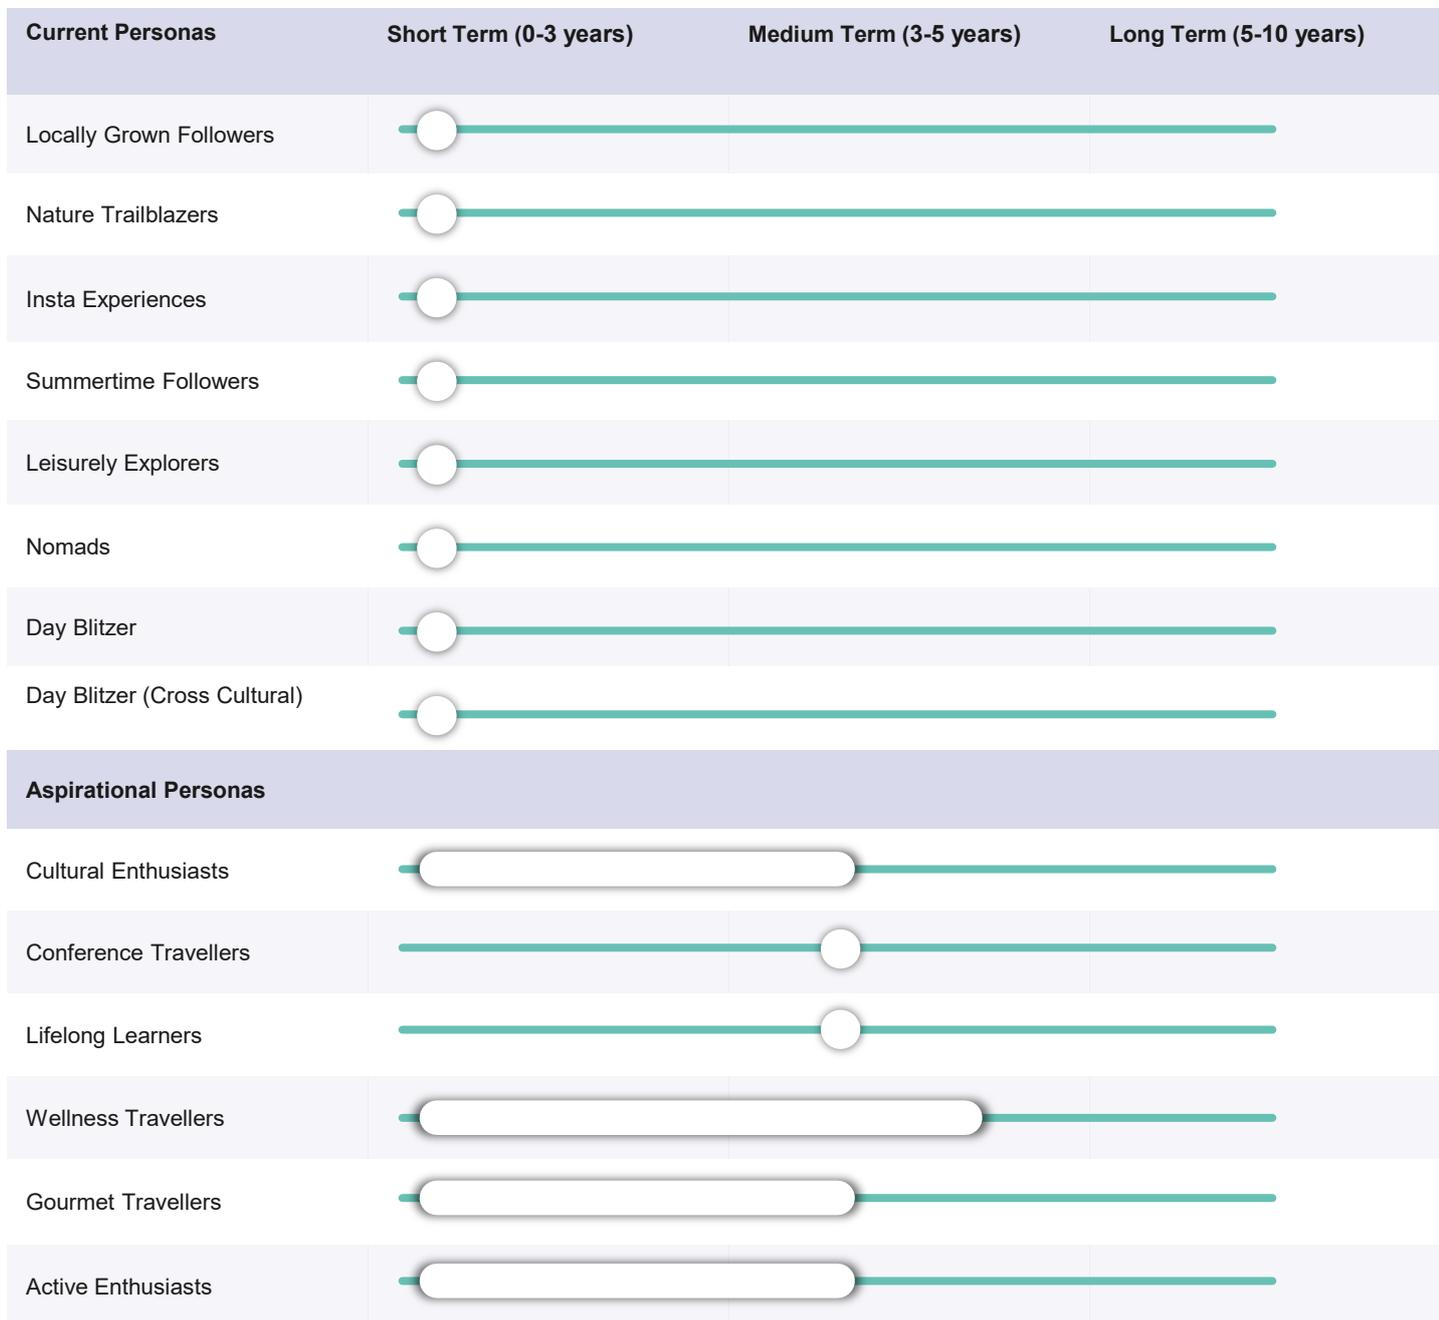 Current Personas Short Term (0-3 years) Medium Term (3-5 years) Long Term (5-10 years)
Locally Grown Followers
Nature Trailblazers
Insta Experiences
Summertime Followers
Leisurely Explorers
Nomads
Day Blitzer
Day Blitzer (Cross Cultural)
Aspirational Personas
Cultural Enthusiasts
Conference Travellers
Lifelong Learners
Wellness Travellers
Gourmet Travellers
Active Enthusiasts